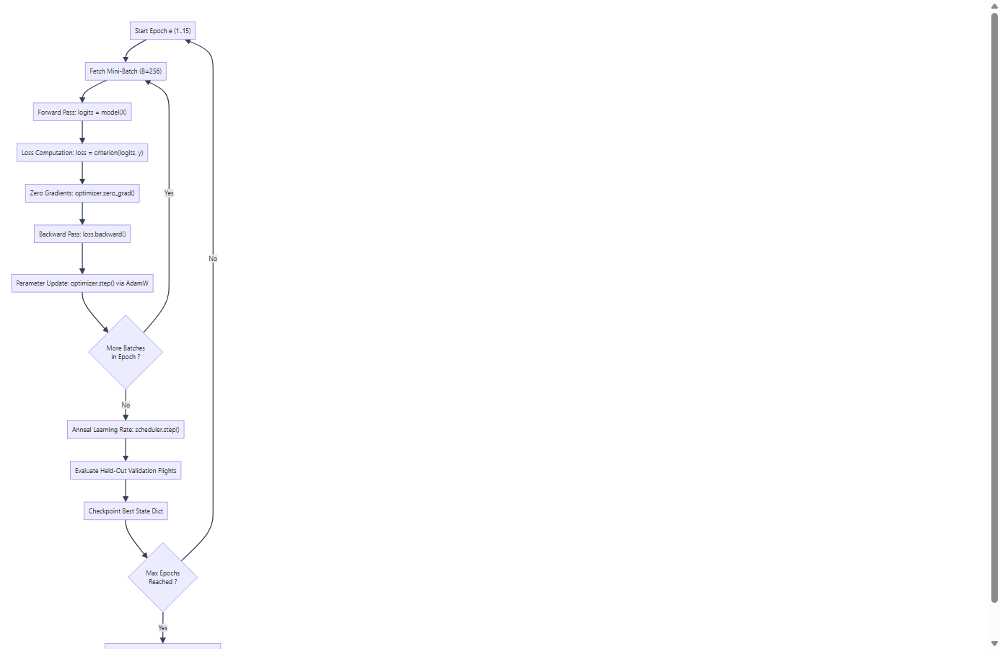 Start Epoch e (1..15)
Fetch Mini-Batch (B=256)
Forward Pass: logits = model(X)
Loss Computation: loss = criterion(logits, y)
Zero Gradients: optimizer.zero_grad()
Yes
Backward Pass: loss.backward()
No
Parameter Update: optimizer.step() via AdamW
More Batches
in Epoch ?
No
Anneal Learning Rate: scheduler.step()
Evaluate Held-Out Validation Flights
Checkpoint Best State Dict
Max Epochs
Reached ?
Yes